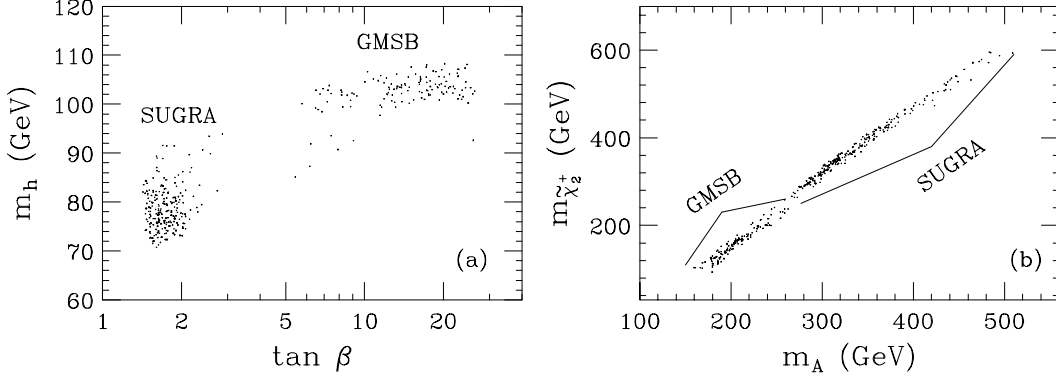 120
110
100
90
80
70
60
m_h (GeV)
SUGRA
GMSB
(a)
1 2 5 10 20
tan β
600
400
200
m_χ̃₂⁺ (GeV)
GMSB
SUGRA
(b)
100 200 300 400 500
m_A (GeV)